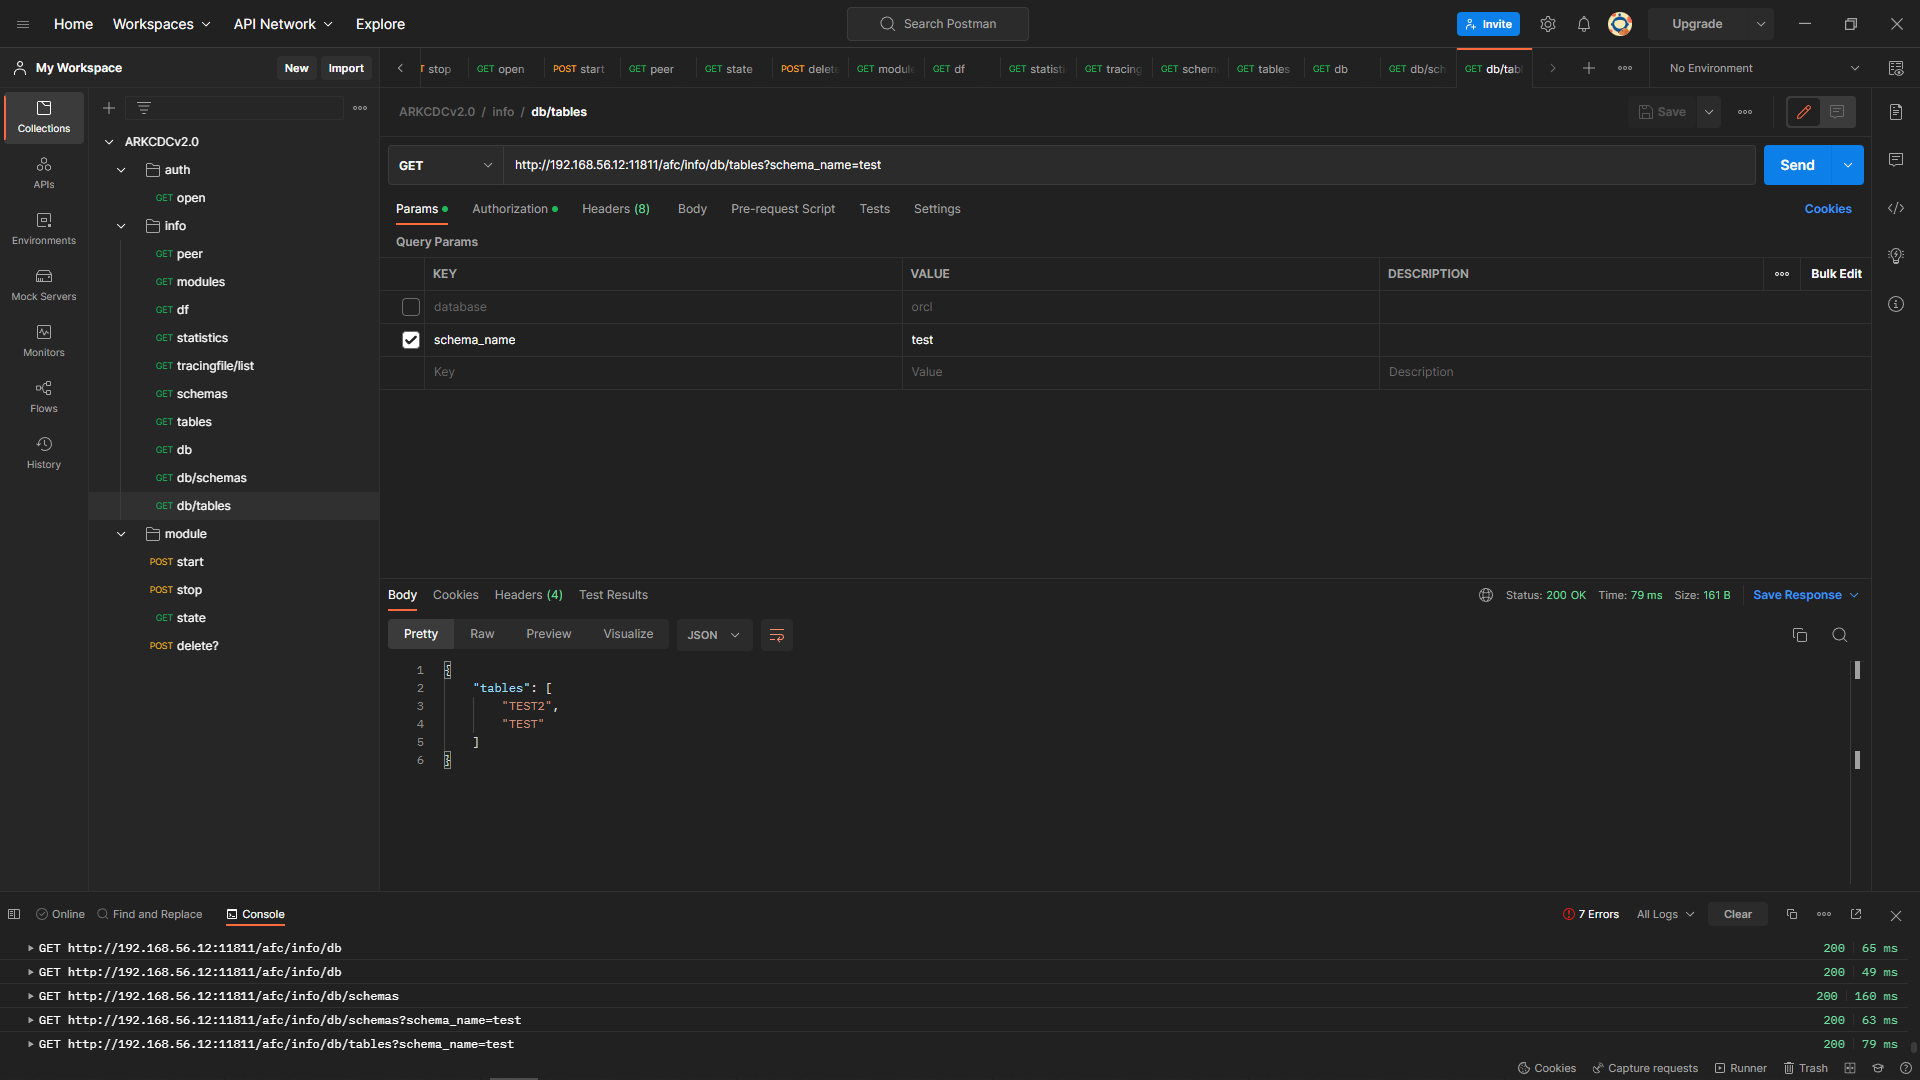 Home Workspaces API Network Explore Search Postman Invite Upgrade
My Workspace New Import
stop GET open POST start GET peer GET state POST delete GET module GET df GET statisti GET tracing GET schem GET tables GET db GET db/sch GET db/tabl No Environment
Collections
APIs
Environments
Mock Servers
Monitors
Flows
History
ARKCDCv2.0
auth
GET open
info
GET peer
GET modules
GET df
GET statistics
GET tracingfile/list
GET schemas
GET tables
GET db
GET db/schemas
GET db/tables
module
POST start
POST stop
GET state
POST delete?
ARKCDCv2.0 / info / db/tables Save
GET http://192.168.56.12:11811/afc/info/db/tables?schema_name=test Send
Params Authorization Headers (8) Body Pre-request Script Tests Settings Cookies
Query Params
KEY VALUE DESCRIPTION Bulk Edit
database orcl
schema_name test
Key Value Description
Body Cookies Headers (4) Test Results Status: 200 OK Time: 79 ms Size: 161 B Save Response
Pretty Raw Preview Visualize JSON
1 {
2 "tables": [
3 "TEST2",
4 "TEST"
5 ]
6 }
Online Find and Replace Console 7 Errors All Logs Clear
GET http://192.168.56.12:11811/afc/info/db 200 65 ms
GET http://192.168.56.12:11811/afc/info/db 200 49 ms
GET http://192.168.56.12:11811/afc/info/db/schemas 200 160 ms
GET http://192.168.56.12:11811/afc/info/db/schemas?schema_name=test 200 63 ms
GET http://192.168.56.12:11811/afc/info/db/tables?schema_name=test 200 79 ms
Cookies Capture requests Runner Trash